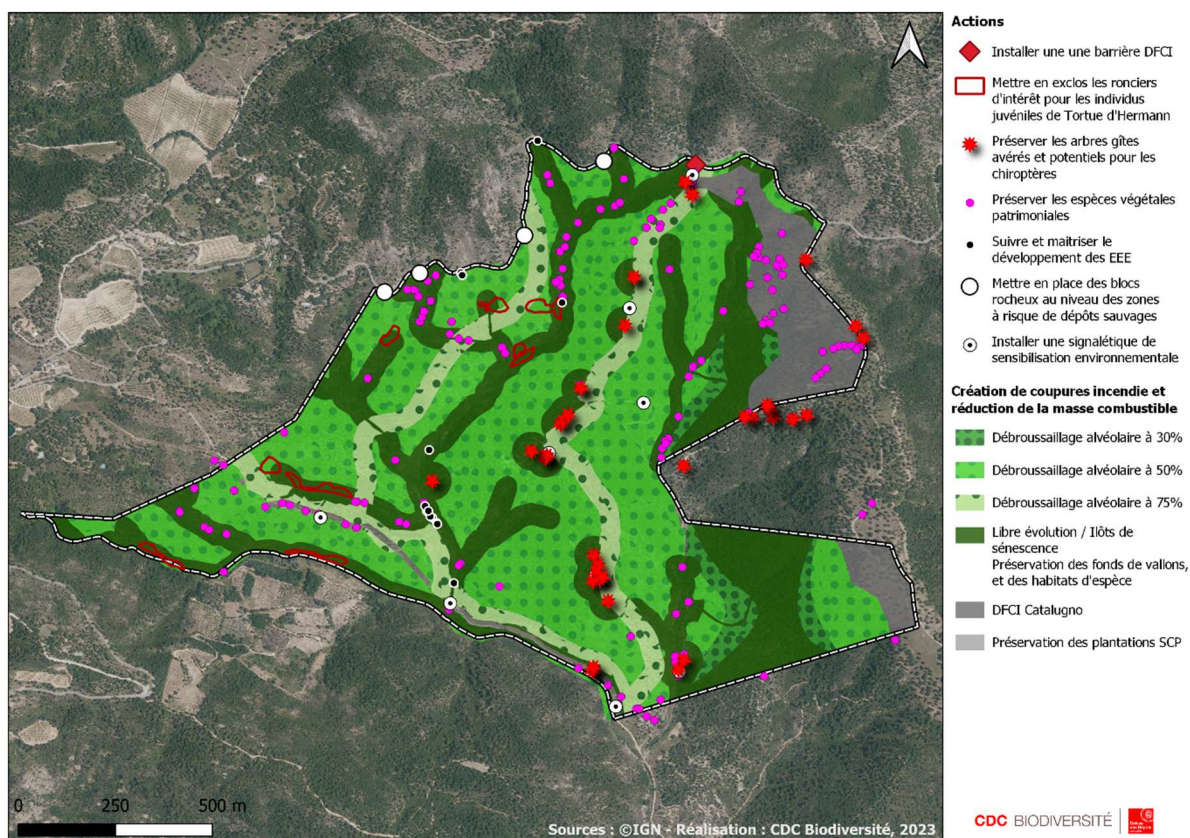 Actions
Installer une une barrière DFCI
Mettre en exclos les ronciers
d'intérêt pour les individus
juvéniles de Tortue d'Hermann
Préserver les arbres gîtes
avérés et potentiels pour les
chiroptères
Préserver les espèces végétales
patrimoniales
Suivre et maitriser le
développement des EEE
Mettre en place des blocs
rocheux au niveau des zones
à risque de dépôts sauvages
Installer une signalétique de
sensibilisation environnementale
Création de coupures incendie et
réduction de la masse combustible
Débroussaillage alvéolaire à 30%
Débroussaillage alvéolaire à 50%
Débroussaillage alvéolaire à 75%
Libre évolution / Ilôts de
sénescence
Préservation des fonds de vallons,
et des habitats d'espèce
DFCI Catalugno
Préservation des plantations SCP
0 250 500 m
Sources : ©IGN - Réalisation : CDC Biodiversité, 2023
CDC BIODIVERSITÉ